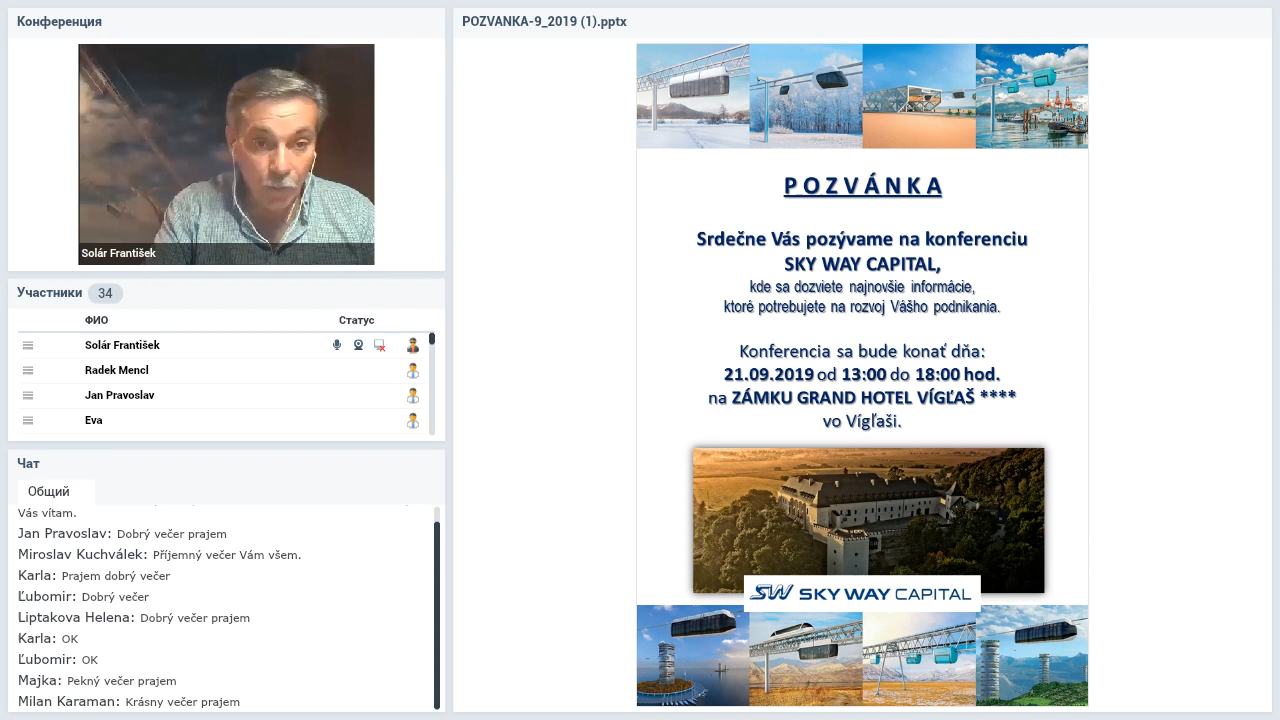 Конференция
Solár František
Участники 34
ФИО Статус
Solár František
Radek Mencl
Jan Pravoslav
Eva
Чат
Общий
Vás vítam.
Jan Pravoslav: Dobrý večer prajem
Miroslav Kuchválek: Příjemný večer Vám všem.
Karla: Prajem dobrý večer
Ľubomír: Dobrý večer
Liptakova Helena: Dobrý večer prajem
Karla: OK
Ľubomir: OK
Majka: Pekný večer prajem
Milan Karaman: Krásný večer prajem
POZVANKA-9_2019 (1).pptx
P O Z V Á N K A
Srdečne Vás pozývame na konferenciu
SKY WAY CAPITAL,
kde sa dozviete najnovšie informácie,
ktoré potrebujete na rozvoj Vášho podnikania.
Konferencia sa bude konať dňa:
21.09.2019 od 13:00 do 18:00 hod.
na ZÁMKU GRAND HOTEL VÍGĽAŠ ****
vo Vígľaši.
SW SKY WAY CAPITAL